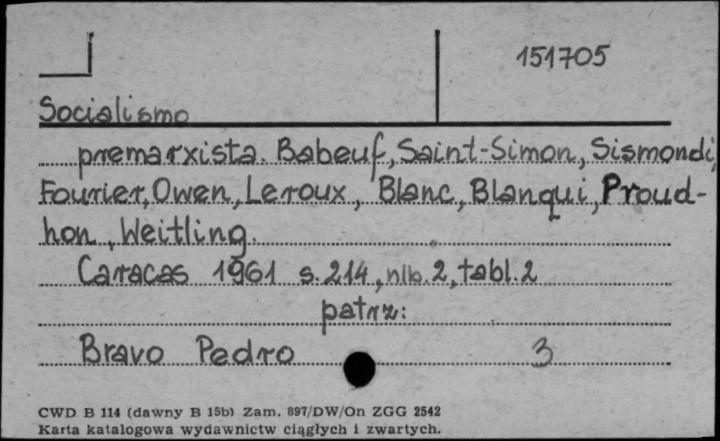 151705
Socialismo
premarxista. Babeuf, Saint-Simon, Sismondi,
Fourier, Owen, Leroux, Blanc, Blanqui, Proud-
hon, Weitling.
Caracas 1961 s. 214, nlb. 2, tabl. 2
patrz:
Bravo Pedro 3
CWD B 114 (dawny B 15b) Zam. 897/DW/On ZGG 2542
Karta katalogowa wydawnictw ciągłych i zwartych.